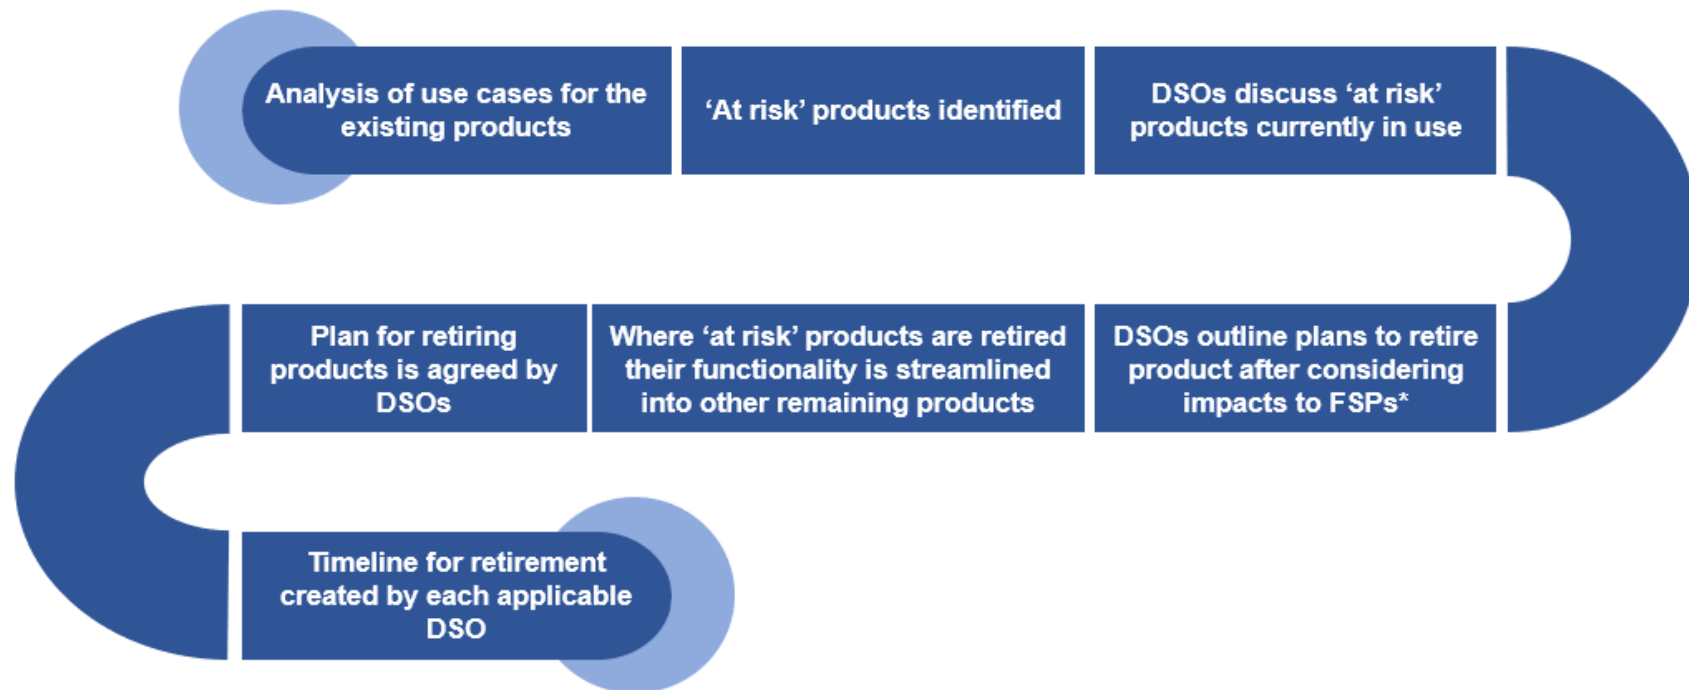 Analysis of use cases for the
existing products
‘At risk’ products identified
DSOs discuss ‘at risk’
products currently in use
DSOs outline plans to retire
product after considering
impacts to FSPs*
Where ‘at risk’ products are retired
their functionality is streamlined
into other remaining products
Plan for retiring
products is agreed by
DSOs
Timeline for retirement
created by each applicable
DSO